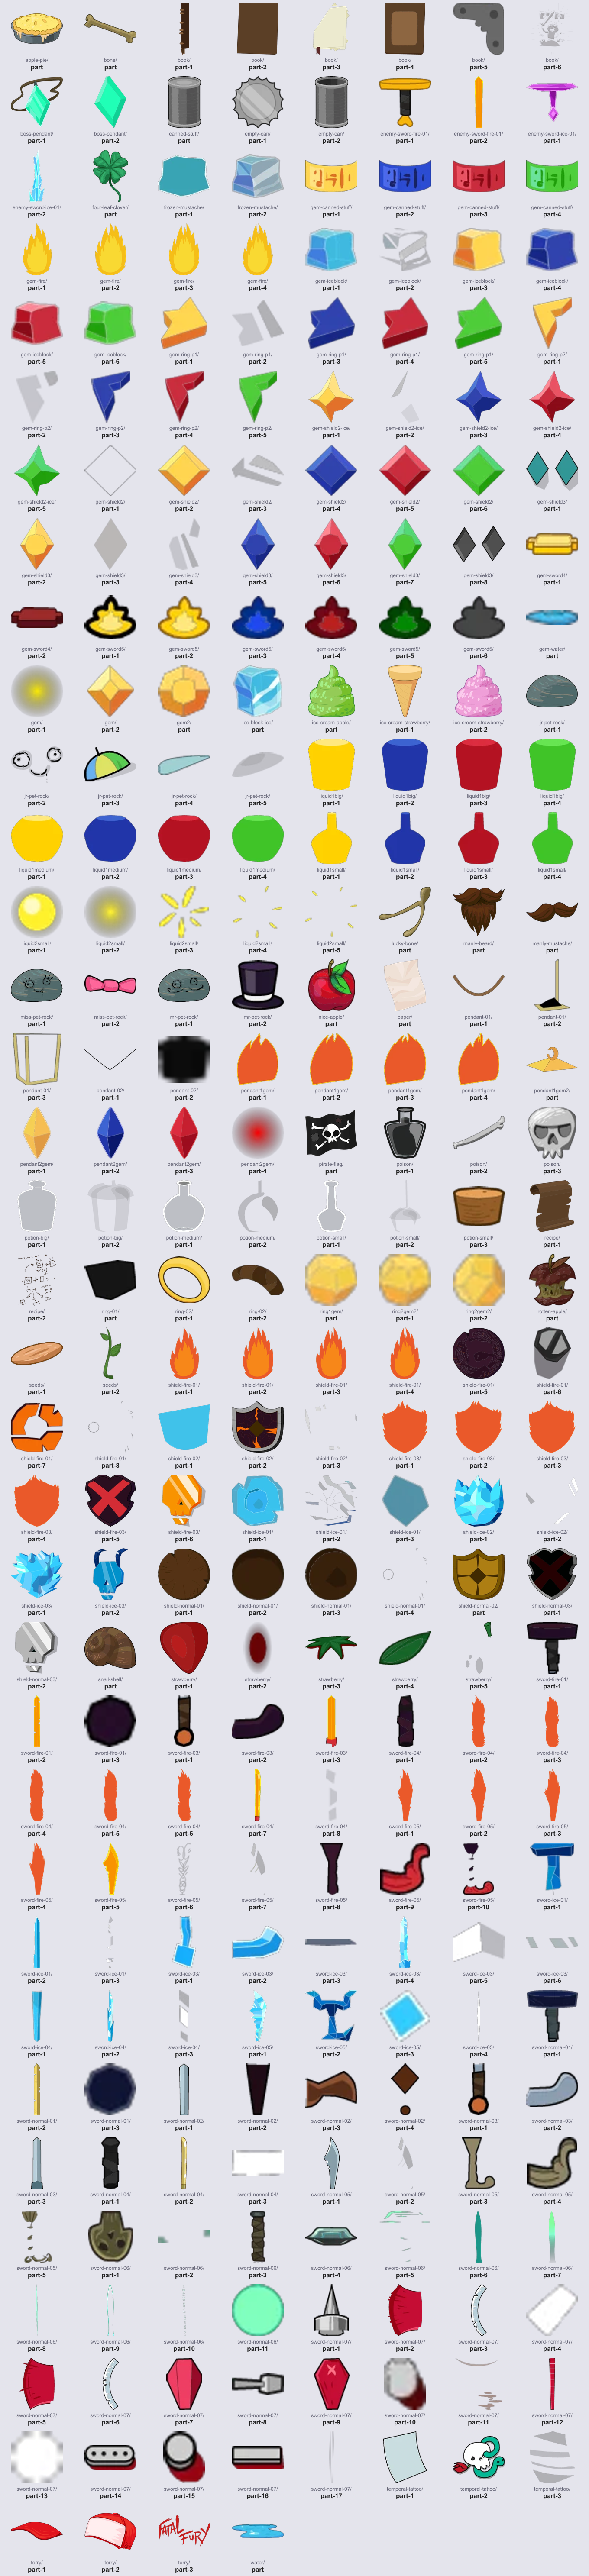 apple-pie/ bone/ book/ book/ book/ book/ book/ book/
part part part-1 part-2 part-3 part-4 part-5 part-6
boss-pendant/ boss-pendant/ canned-stuff/ empty-can/ empty-can/ enemy-sword-fire-01/ enemy-sword-fire-01/ enemy-sword-ice-01/
part-1 part-2 part part-1 part-2 part-1 part-2 part-1
enemy-sword-ice-01/ four-leaf-clover/ frozen-mustache/ frozen-mustache/ gem-canned-stuff/ gem-canned-stuff/ gem-canned-stuff/ gem-canned-stuff/
part-2 part part-1 part-2 part-1 part-2 part-3 part-4
gem-fire/ gem-fire/ gem-fire/ gem-fire/ gem-iceblock/ gem-iceblock/ gem-iceblock/ gem-iceblock/
part-1 part-2 part-3 part-4 part-1 part-2 part-3 part-4
gem-iceblock/ gem-iceblock/ gem-ring-p1/ gem-ring-p1/ gem-ring-p1/ gem-ring-p1/ gem-ring-p1/ gem-ring-p2/
part-5 part-6 part-1 part-2 part-3 part-4 part-5 part-1
gem-ring-p2/ gem-ring-p2/ gem-ring-p2/ gem-ring-p2/ gem-shield2-ice/ gem-shield2-ice/ gem-shield2-ice/ gem-shield2-ice/
part-2 part-3 part-4 part-5 part-1 part-2 part-3 part-4
gem-shield2-ice/ gem-shield2/ gem-shield2/ gem-shield2/ gem-shield2/ gem-shield2/ gem-shield2/ gem-shield3/
part-5 part-1 part-2 part-3 part-4 part-5 part-6 part-1
gem-shield3/ gem-shield3/ gem-shield3/ gem-shield3/ gem-shield3/ gem-shield3/ gem-shield3/ gem-sword4/
part-2 part-3 part-4 part-5 part-6 part-7 part-8 part-1
gem-sword4/ gem-sword5/ gem-sword5/ gem-sword5/ gem-sword5/ gem-sword5/ gem-sword5/ gem-water/
part-2 part-1 part-2 part-3 part-4 part-5 part-6 part
gem/ gem/ gem2/ ice-block-ice/ ice-cream-apple/ ice-cream-strawberry/ ice-cream-strawberry/ jr-pet-rock/
part-1 part-2 part part part part-1 part-2 part-1
jr-pet-rock/ jr-pet-rock/ jr-pet-rock/ jr-pet-rock/ liquid1big/ liquid1big/ liquid1big/ liquid1big/
part-2 part-3 part-4 part-5 part-1 part-2 part-3 part-4
liquid1medium/ liquid1medium/ liquid1medium/ liquid1medium/ liquid1small/ liquid1small/ liquid1small/ liquid1small/
part-1 part-2 part-3 part-4 part-1 part-2 part-3 part-4
liquid2small/ liquid2small/ liquid2small/ liquid2small/ liquid2small/ lucky-bone/ manly-beard/ manly-mustache/
part-1 part-2 part-3 part-4 part-5 part part part
miss-pet-rock/ miss-pet-rock/ mr-pet-rock/ mr-pet-rock/ nice-apple/ paper/ pendant-01/ pendant-01/
part-1 part-2 part-1 part-2 part part part-1 part-2
pendant-01/ pendant-02/ pendant-02/ pendant1gem/ pendant1gem/ pendant1gem/ pendant1gem/ pendant1gem2/
part-3 part-1 part-2 part-1 part-2 part-3 part-4 part
pendant2gem/ pendant2gem/ pendant2gem/ pendant2gem/ pirate-flag/ poison/ poison/ poison/
part-1 part-2 part-3 part-4 part part-1 part-2 part-3
potion-big/ potion-big/ potion-medium/ potion-medium/ potion-small/ potion-small/ potion-small/ recipe/
part-1 part-2 part-1 part-2 part-1 part-2 part-3 part-1
recipe/ ring-01/ ring-02/ ring-02/ ring1gem/ ring2gem2/ ring2gem2/ rotten-apple/
part-2 part part-1 part-2 part part-1 part-2 part
seeds/ seeds/ shield-fire-01/ shield-fire-01/ shield-fire-01/ shield-fire-01/ shield-fire-01/ shield-fire-01/
part-1 part-2 part-1 part-2 part-3 part-4 part-5 part-6
shield-fire-01/ shield-fire-01/ shield-fire-02/ shield-fire-02/ shield-fire-02/ shield-fire-03/ shield-fire-03/ shield-fire-03/
part-7 part-8 part-1 part-2 part-3 part-1 part-2 part-3
shield-fire-03/ shield-fire-03/ shield-fire-03/ shield-ice-01/ shield-ice-01/ shield-ice-01/ shield-ice-02/ shield-ice-02/
part-4 part-5 part-6 part-1 part-2 part-3 part-1 part-2
shield-ice-03/ shield-ice-03/ shield-normal-01/ shield-normal-01/ shield-normal-01/ shield-normal-01/ shield-normal-02/ shield-normal-03/
part-1 part-2 part-1 part-2 part-3 part-4 part part-1
shield-normal-03/ snail-shell/ strawberry/ strawberry/ strawberry/ strawberry/ strawberry/ sword-fire-01/
part-2 part part-1 part-2 part-3 part-4 part-5 part-1
sword-fire-01/ sword-fire-01/ sword-fire-03/ sword-fire-03/ sword-fire-03/ sword-fire-04/ sword-fire-04/ sword-fire-04/
part-2 part-3 part-1 part-2 part-3 part-1 part-2 part-3
sword-fire-04/ sword-fire-04/ sword-fire-04/ sword-fire-04/ sword-fire-04/ sword-fire-05/ sword-fire-05/ sword-fire-05/
part-4 part-5 part-6 part-7 part-8 part-1 part-2 part-3
sword-fire-05/ sword-fire-05/ sword-fire-05/ sword-fire-05/ sword-fire-05/ sword-fire-05/ sword-fire-05/ sword-ice-01/
part-4 part-5 part-6 part-7 part-8 part-9 part-10 part-1
sword-ice-01/ sword-ice-01/ sword-ice-03/ sword-ice-03/ sword-ice-03/ sword-ice-03/ sword-ice-03/ sword-ice-03/
part-2 part-3 part-1 part-2 part-3 part-4 part-5 part-6
sword-ice-04/ sword-ice-04/ sword-ice-04/ sword-ice-05/ sword-ice-05/ sword-ice-05/ sword-ice-05/ sword-normal-01/
part-1 part-2 part-3 part-1 part-2 part-3 part-4 part-1
sword-normal-01/ sword-normal-01/ sword-normal-02/ sword-normal-02/ sword-normal-02/ sword-normal-02/ sword-normal-03/ sword-normal-03/
part-2 part-3 part-1 part-2 part-3 part-4 part-1 part-2
sword-normal-03/ sword-normal-04/ sword-normal-04/ sword-normal-04/ sword-normal-05/ sword-normal-05/ sword-normal-05/ sword-normal-05/
part-3 part-1 part-2 part-3 part-1 part-2 part-3 part-4
sword-normal-05/ sword-normal-06/ sword-normal-06/ sword-normal-06/ sword-normal-06/ sword-normal-06/ sword-normal-06/ sword-normal-06/
part-5 part-1 part-2 part-3 part-4 part-5 part-6 part-7
sword-normal-06/ sword-normal-06/ sword-normal-06/ sword-normal-06/ sword-normal-07/ sword-normal-07/ sword-normal-07/ sword-normal-07/
part-8 part-9 part-10 part-11 part-1 part-2 part-3 part-4
sword-normal-07/ sword-normal-07/ sword-normal-07/ sword-normal-07/ sword-normal-07/ sword-normal-07/ sword-normal-07/ sword-normal-07/
part-5 part-6 part-7 part-8 part-9 part-10 part-11 part-12
sword-normal-07/ sword-normal-07/ sword-normal-07/ sword-normal-07/ sword-normal-07/ temporal-tattoo/ temporal-tattoo/ temporal-tattoo/
part-13 part-14 part-15 part-16 part-17 part-1 part-2 part-3
FATAL
FURY
terry/ terry/ terry/ water/
part-1 part-2 part-3 part